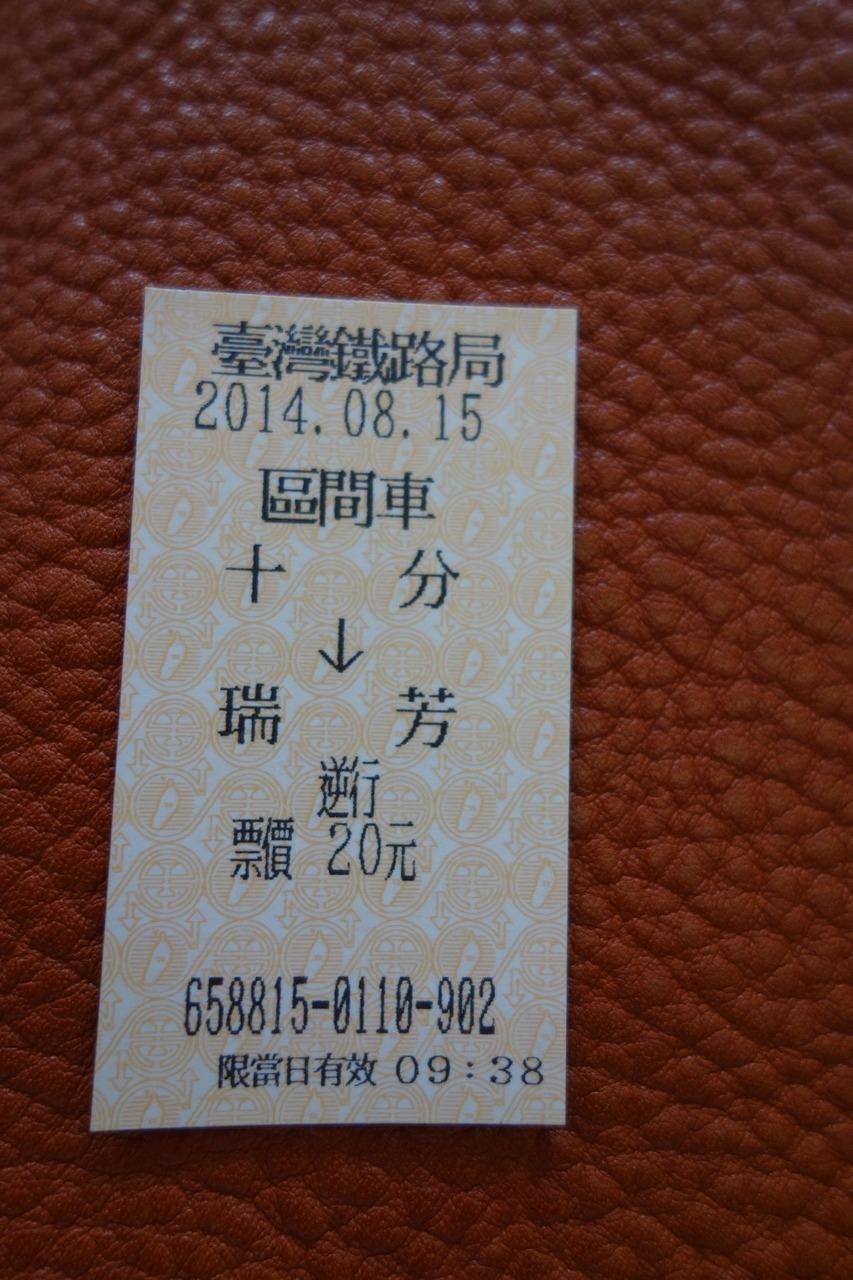 臺灣鐵路局
2014.08.15
區間車
十 分
↓
瑞 芳
逆行
票價 20元
658815-0110-902
限當日有效 09:38